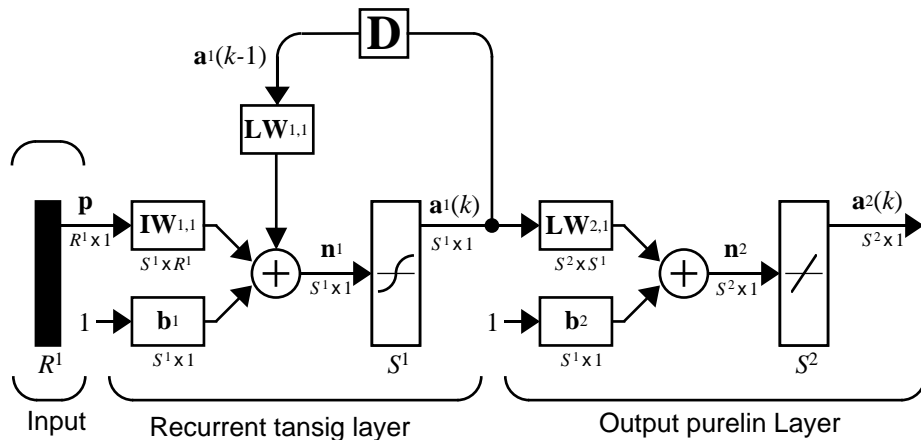 D
a¹(k-1)
LW1,1
p
R¹ x 1
IW1,1
S¹ x R¹
n¹
S¹ x 1
a¹(k)
S¹ x 1
LW2,1
S² x S¹
n²
S² x 1
a²(k)
S² x 1
1
b¹
S¹ x 1
1
b²
S¹ x 1
R¹
S¹
S²
Input
Recurrent tansig layer
Output purelin Layer